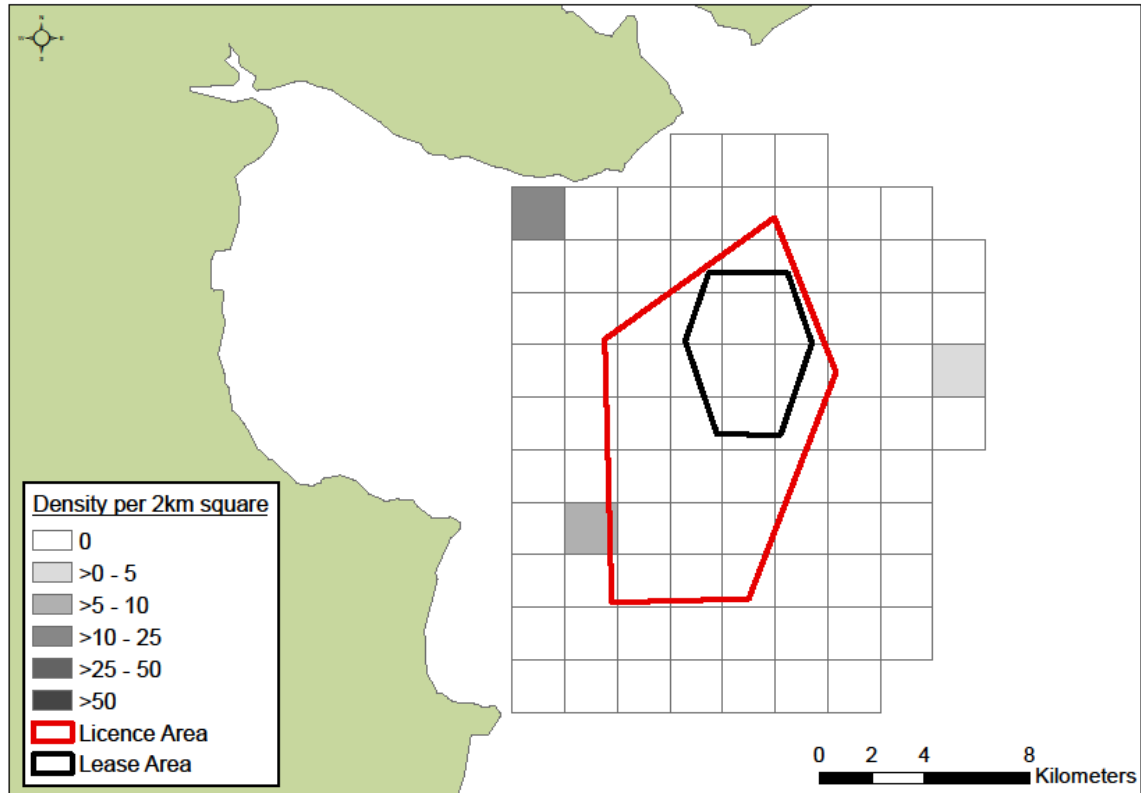 N
E
S
Density per 2km square
0
>0 - 5
>5 - 10
>10 - 25
>25 - 50
>50
Licence Area
Lease Area
0 2 4 8
Kilometers